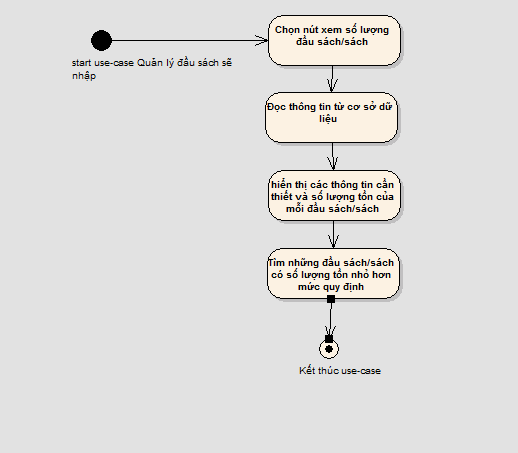 Chọn nút xem số lượng
đầu sách/sách
start use-case Quản lý đầu sách sẽ
nhập
Đọc thông tin từ cơ sở dữ
liệu
hiển thị các thông tin cần
thiết và số lượng tồn của
mỗi đầu sách/sách
Tìm những đầu sách/sách
có số lượng tồn nhỏ hơn
mức quy định
Kết thúc use-case